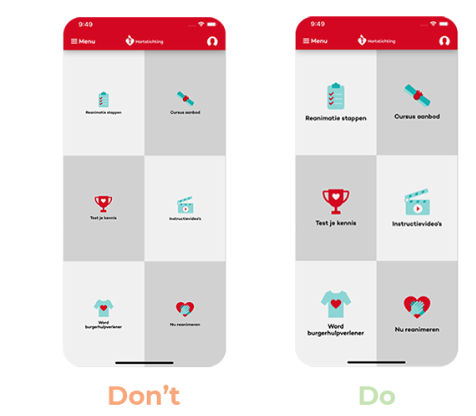 9:49
Menu
Hartstichting
Reanimatie stappen
Cursus aanbod
Test je kennis
Instructievideo's
Word
burgerhulpverlener
Nu reanimeren
Don't
9:49
Menu
Hartstichting
Reanimatie stappen
Cursus aanbod
Test je kennis
Instructievideo's
Word
burgerhulpverlener
Nu reanimeren
Do